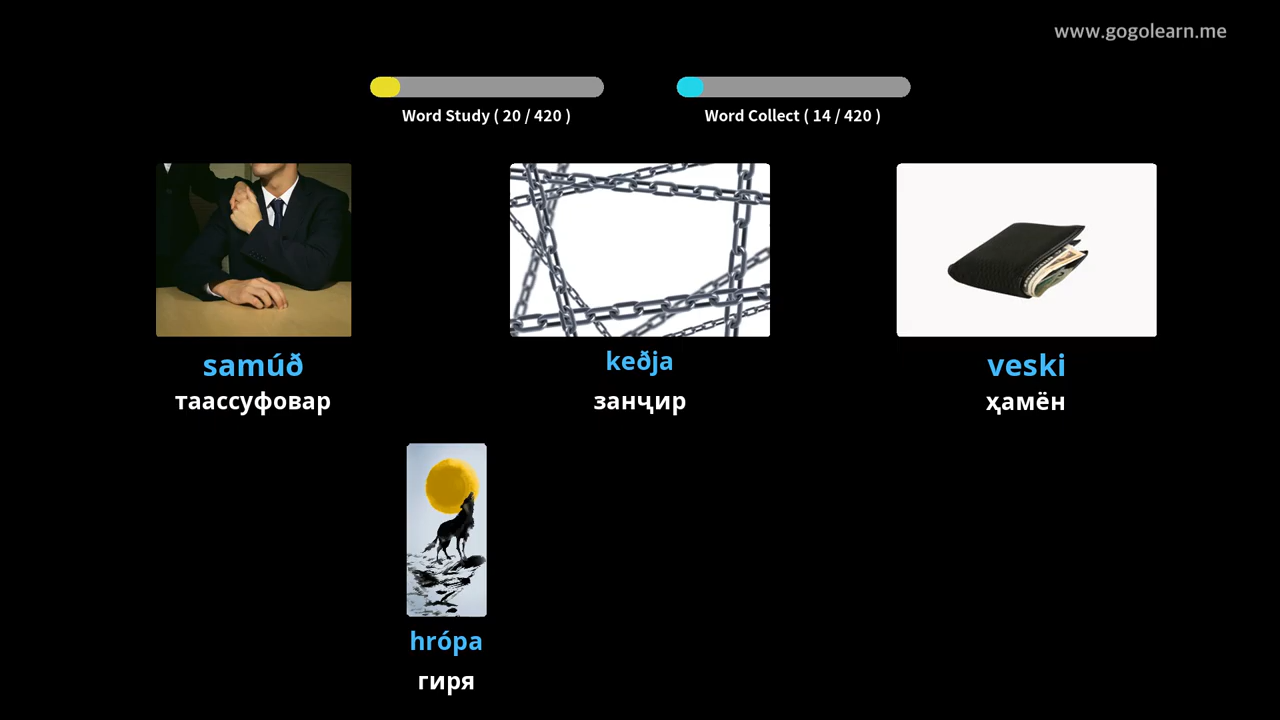 www.gogolearn.me
Word Study ( 20 / 420 )
Word Collect ( 14 / 420 )
samúð
keðja
veski
таассуфовар
занҷир
ҳамён
hrópa
гиря